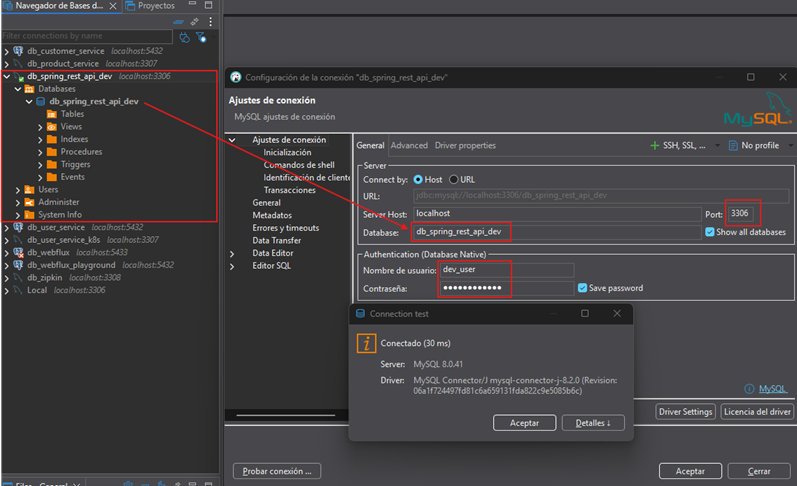 Navegador de Bases d...
Proyectos
Filter connections by name
db_customer_service localhost:5432
db_product_service localhost:3307
db_spring_rest_api_dev localhost:3306
Databases
db_spring_rest_api_dev
Tables
Views
Indexes
Procedures
Triggers
Events
Users
Administer
System Info
db_user_service localhost:5432
db_user_service_k8s localhost:3307
db_webflux localhost:5433
db_webflux_playground localhost:5432
db_zipkin localhost:3308
Local localhost:3306
Files - General
Configuración de la conexión "db_spring_rest_api_dev"
Ajustes de conexión
MySQL ajustes de conexión
MySQL
Ajustes de conexión
Inicialización
Comandos de shell
Identificación de cliente
Transacciones
General
Metadatos
Errores y timeouts
Data Transfer
Data Editor
Editor SQL
General Advanced Driver properties
+ SSH, SSL, ...
No profile
Server
Connect by: Host URL
URL: jdbc:mysql://localhost:3306/db_spring_rest_api_dev
Server Host: localhost Port: 3306
Database: db_spring_rest_api_dev Show all databases
Authentication (Database Native)
Nombre de usuario: dev_user
Contraseña: •••••••••••• Save password
Connection test
Conectado (30 ms)
Server: MySQL 8.0.41
Driver: MySQL Connector/J mysql-connector-j-8.2.0 (Revision:
06a1f724497fd81c6a659131fda822c9e5085b6c)
Aceptar Detalles ↓
MySQL
Driver Settings Licencia del driver
Probar conexión ... Aceptar Cerrar